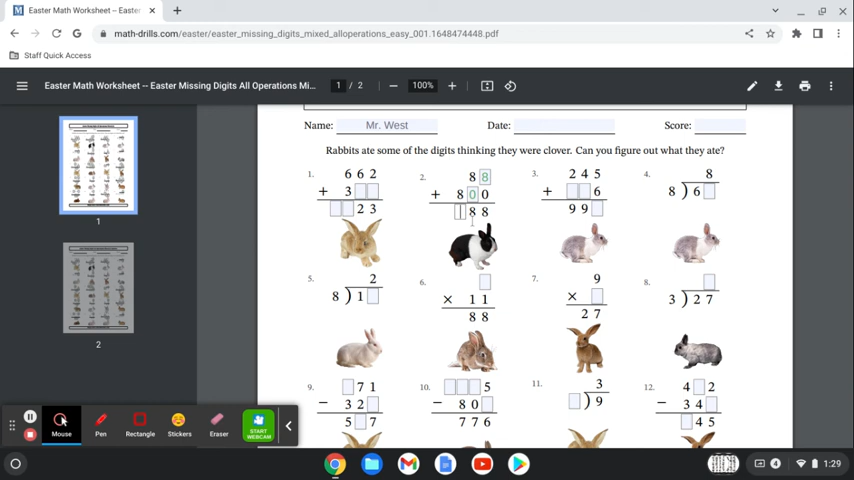 Easter Math Worksheet -- Easter
math-drills.com/easter/easter_missing_digits_mixed_alloperations_easy_001.1648474448.pdf
Staff Quick Access
Easter Math Worksheet -- Easter Missing Digits All Operations Mi...
1 / 2
100%
Name: Mr. West Date: Score:
Rabbits ate some of the digits thinking they were clover. Can you figure out what they ate?
1. 2. 3. 4.
6 6 2 8 8 2 4 5 8
+ 3 + 8 0 0 + 6 8 ) 6
2 3 8 8 9 9
1
5. 6. 7. 8.
2 9
8 ) 1 × 1 1 × 3 ) 2 7
8 8 2 7
9. 10. 11. 12.
7 1 5 3 4 2
− 3 2 − 8 0 ) 9 − 3 4
5 7 7 7 6 4 5
2
Mouse Pen Rectangle Stickers Eraser START WEBCAM
4 1:29